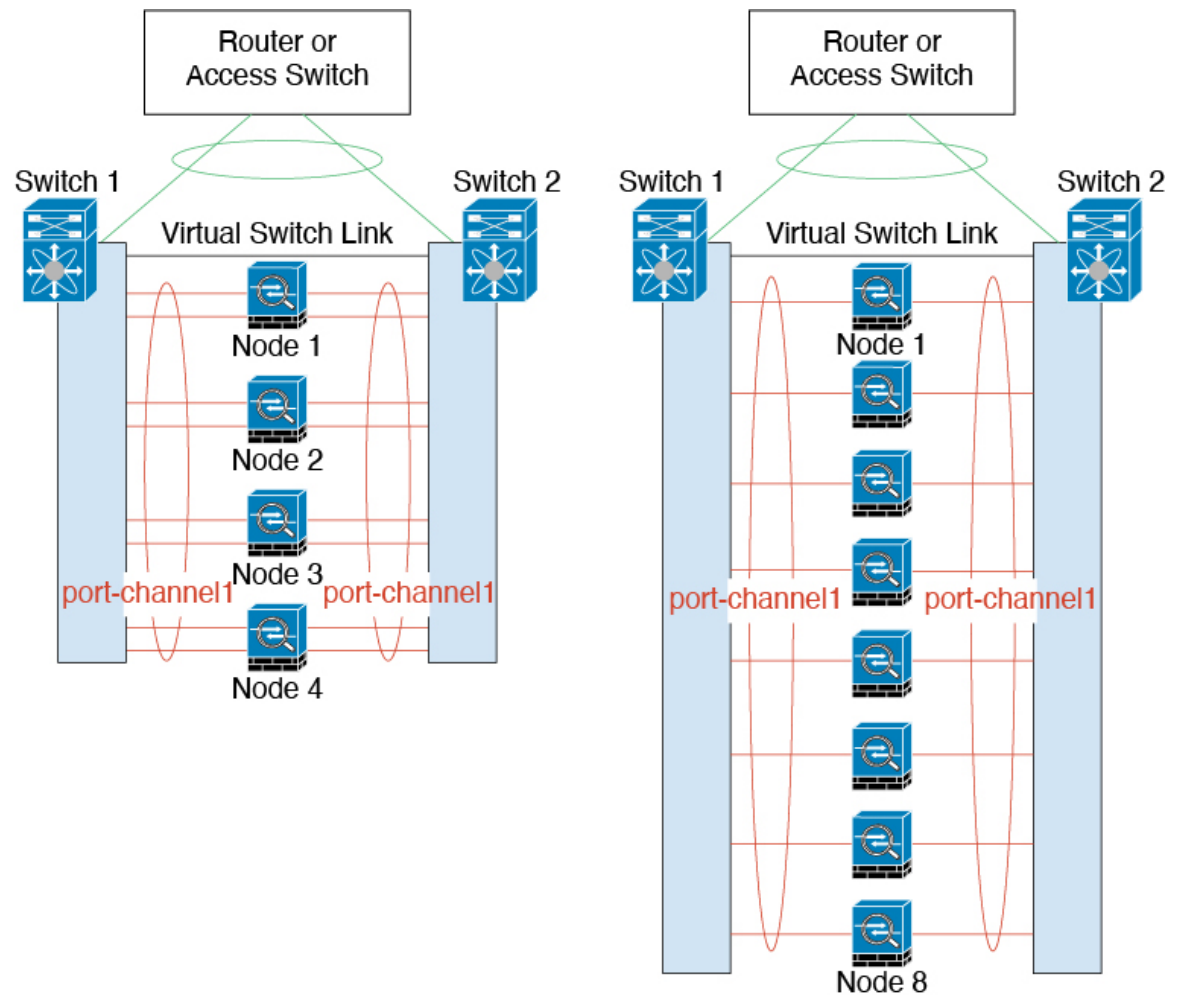 Router or
Access Switch
Switch 1
Switch 2
Virtual Switch Link
Node 1
Node 2
Node 3
port-channel1
port-channel1
Node 4
Router or
Access Switch
Switch 1
Switch 2
Virtual Switch Link
Node 1
port-channel1
port-channel1
Node 8